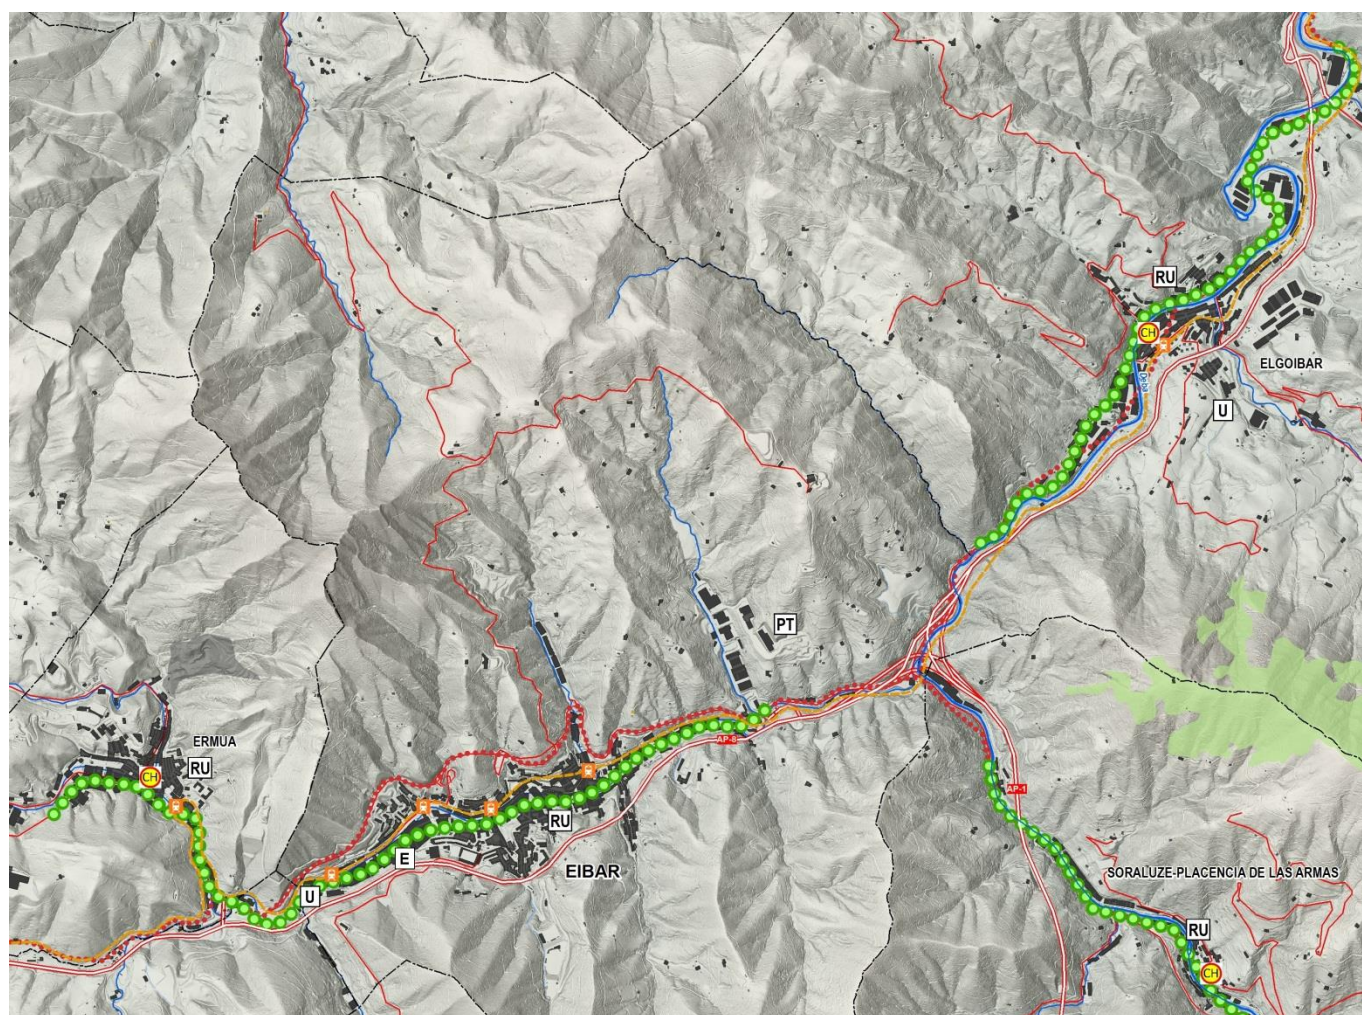 RU
CH
ELGOIBAR
Deba
U
PT
ERMUA
RU
CH
AP-8
AP-1
RU
E
EIBAR
SORALUZE-PLACENCIA DE LAS ARMAS
U
RU
CH